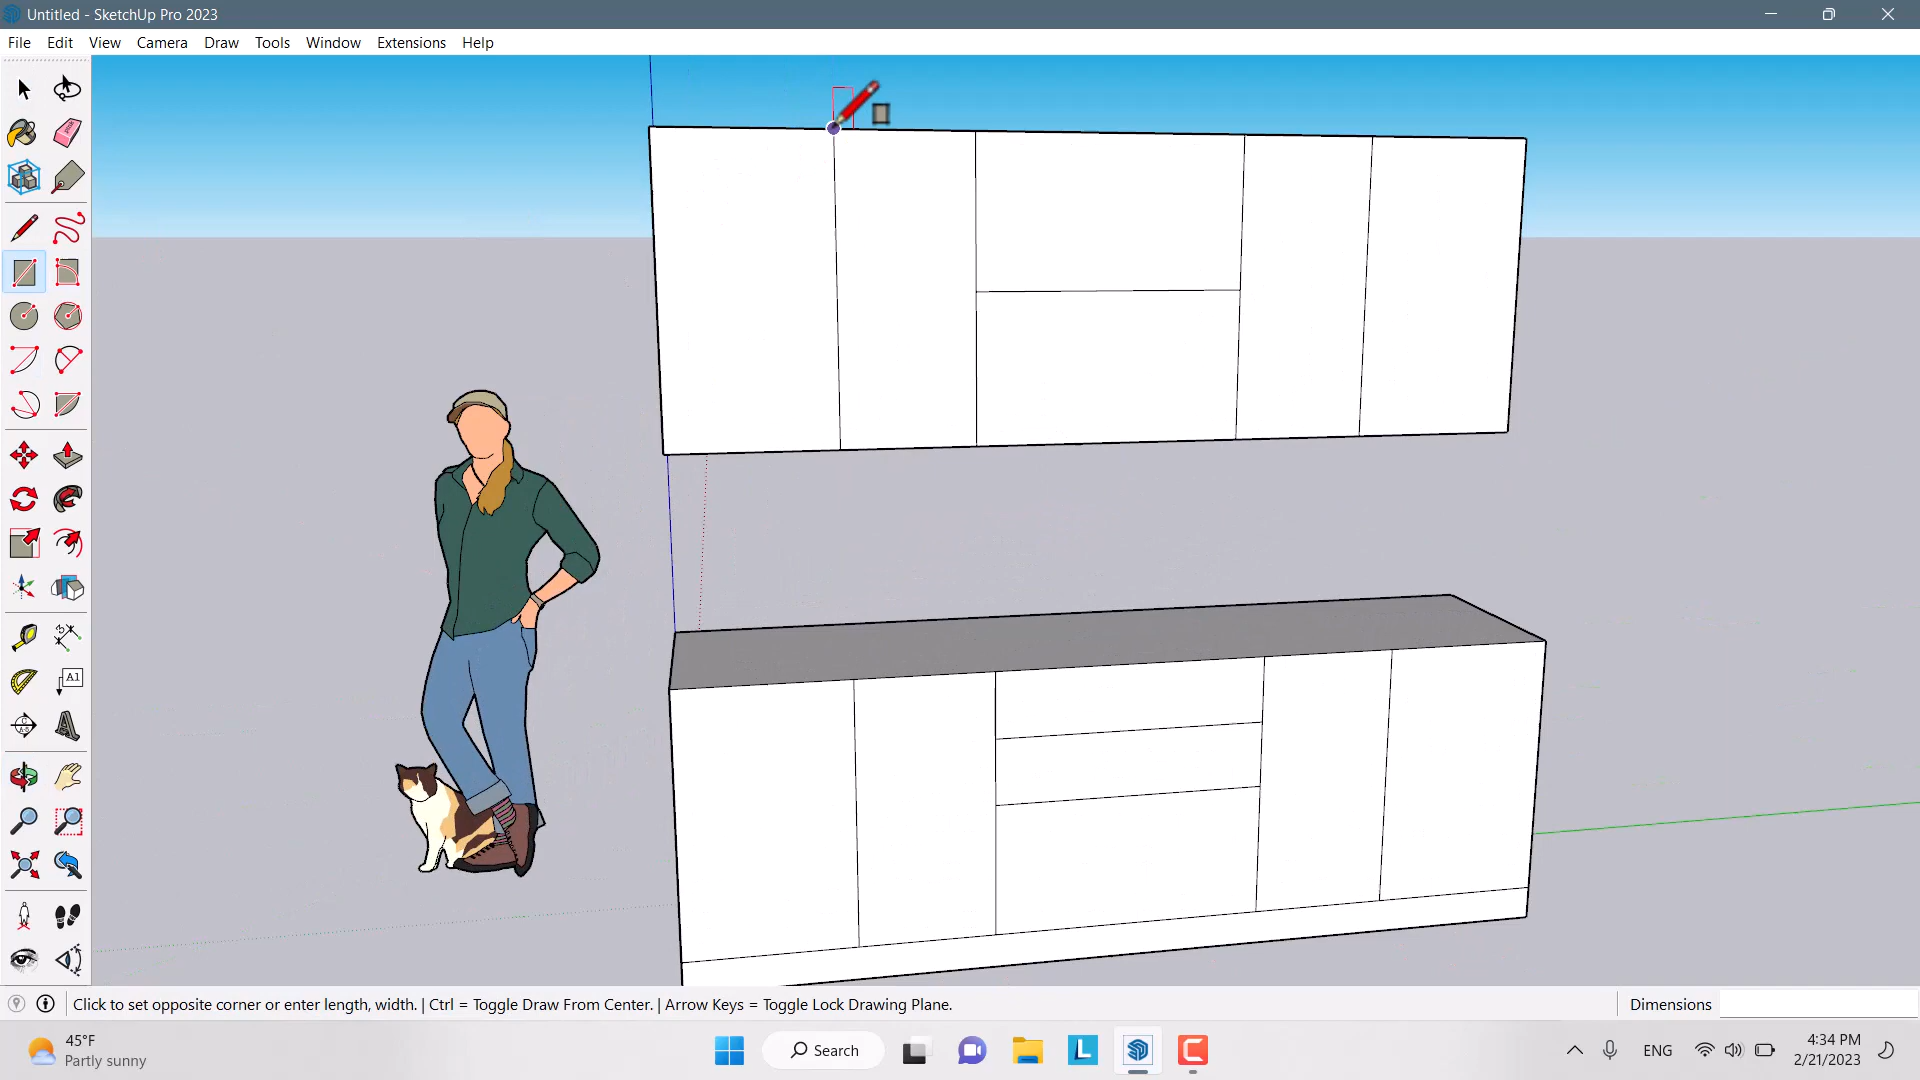 Untitled - SketchUp Pro 2023
File Edit View Camera Draw Tools Window Extensions Help
A1
Click to set opposite corner or enter length, width. | Ctrl = Toggle Draw From Center. | Arrow Keys = Toggle Lock Drawing Plane.
Dimensions
45°F
Partly sunny
Search
L
ENG
4:34 PM
2/21/2023